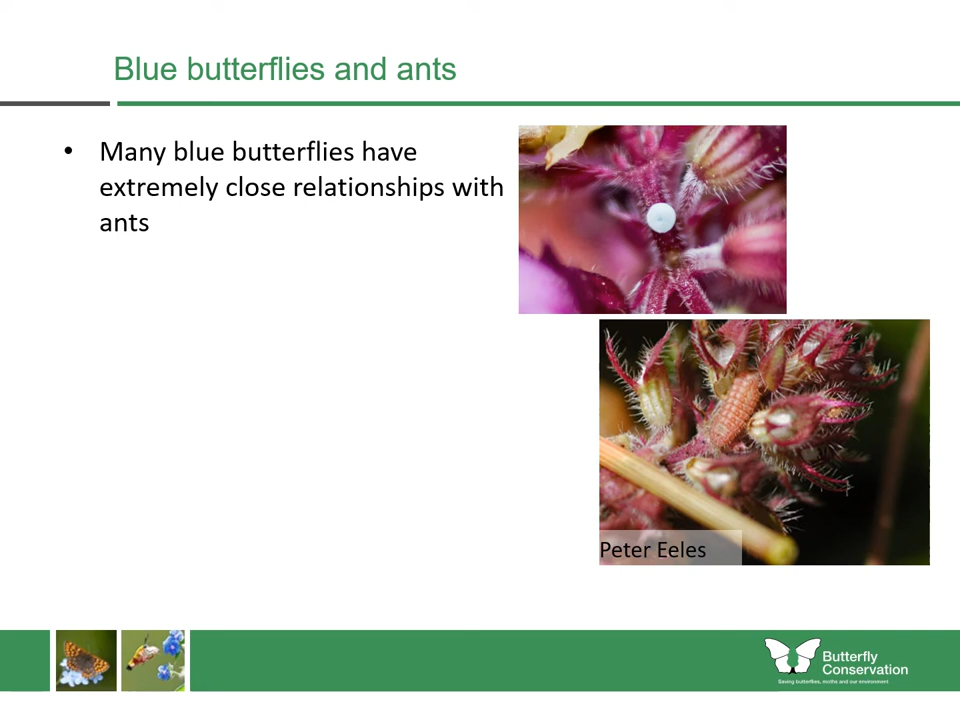 Blue butterflies and ants
• Many blue butterflies have
extremely close relationships with
ants
Peter Eeles
Butterfly
Conservation
Saving butterflies, moths and our environment